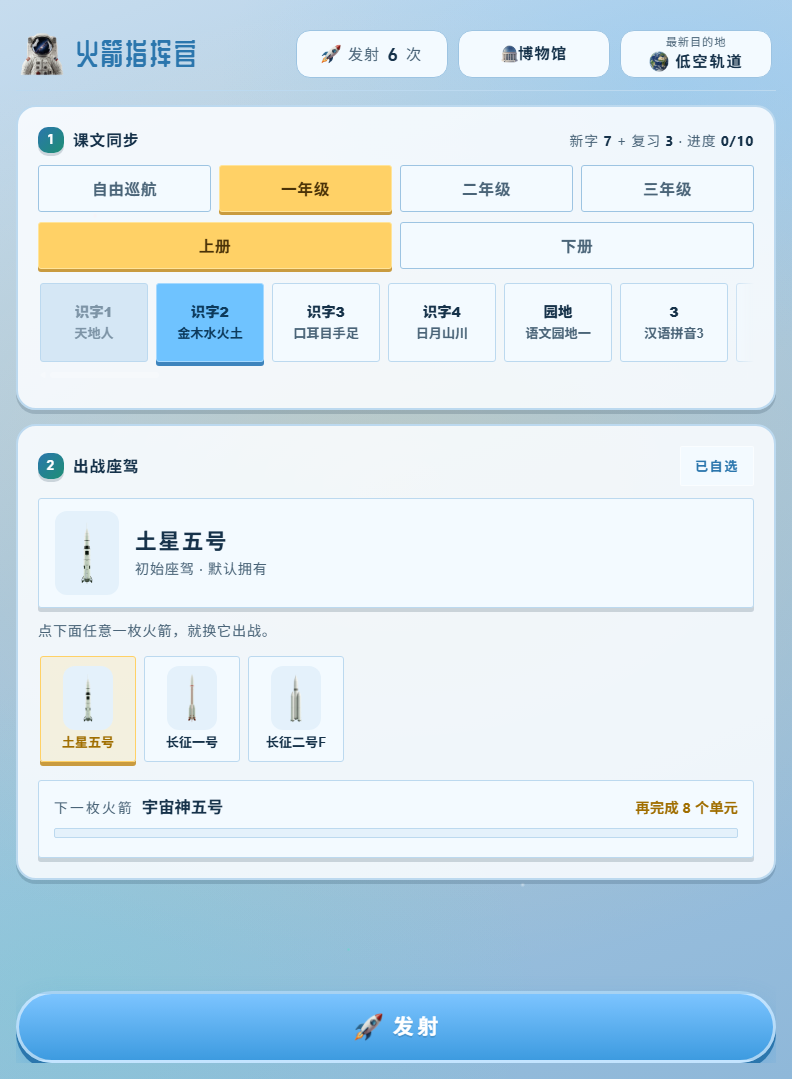 火箭指挥官
发射 6 次
博物馆
最新目的地
低空轨道
1 课文同步
新字 7 + 复习 3 · 进度 0/10
自由巡航 一年级 二年级 三年级
上册 下册
识字1 识字2 识字3 识字4 园地 3
天地人 金木水火土 口耳目手足 日月山川 语文园地一 汉语拼音3
2 出战座驾
已自选
土星五号
初始座驾 · 默认拥有
点下面任意一枚火箭，就换它出战。
土星五号 长征一号 长征二号F
下一枚火箭 宇宙神五号
再完成 8 个单元
发射